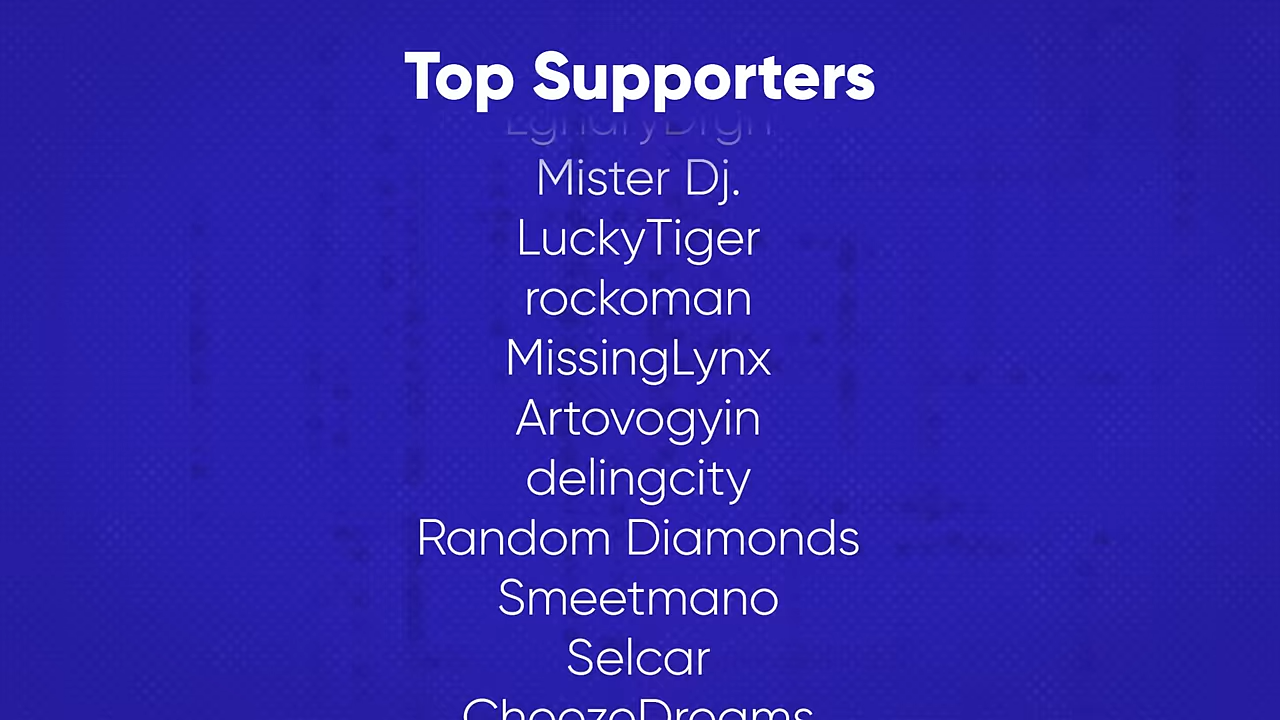 Top Supporters
Mister Dj.
LuckyTiger
rockoman
MissingLynx
Artovogyin
delingcity
Random Diamonds
Smeetmano
Selcar